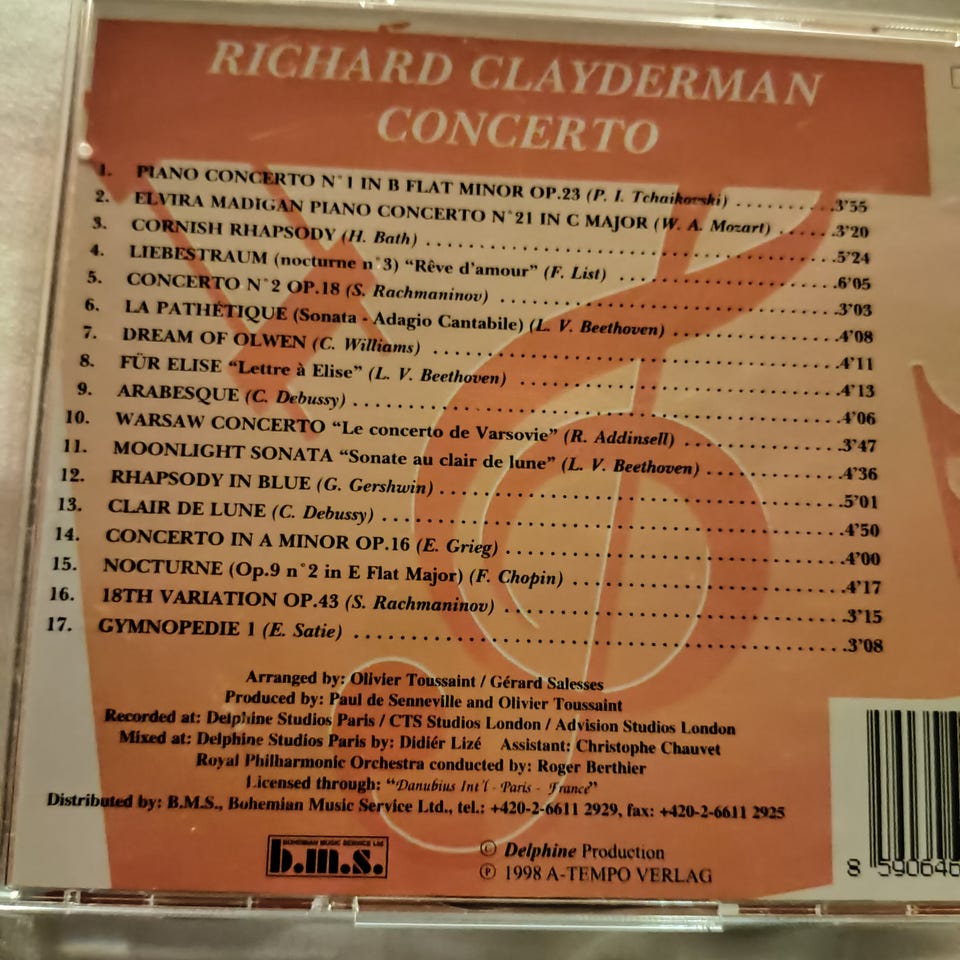 RICHARD CLAYDERMAN
CONCERTO
1. PIANO CONCERTO N°1 IN B FLAT MINOR OP.23 (P. I. Tchaikovski) ..........3'55
2. ELVIRA MADIGAN PIANO CONCERTO N°21 IN C MAJOR (W. A. Mozart) ......3'20
3. CORNISH RHAPSODY (H. Bath) ..........5'24
4. LIEBESTRAUM (nocturne n°3) "Rêve d'amour" (F. List) ..........6'05
5. CONCERTO N°2 OP.18 (S. Rachmaninov) ..........3'03
6. LA PATHÉTIQUE (Sonata - Adagio Cantabile) (L. V. Beethoven) ..........4'08
7. DREAM OF OLWEN (C. Williams) ..........4'11
8. FÜR ELISE "Lettre à Elise" (L. V. Beethoven) ..........4'13
9. ARABESQUE (C. Debussy) ..........4'06
10. WARSAW CONCERTO "Le concerto de Varsovie" (R. Addinsell) ..........3'47
11. MOONLIGHT SONATA "Sonate au clair de lune" (L. V. Beethoven) ..........4'36
12. RHAPSODY IN BLUE (G. Gershwin) ..........5'01
13. CLAIR DE LUNE (C. Debussy) ..........4'50
14. CONCERTO IN A MINOR OP.16 (E. Grieg) ..........4'00
15. NOCTURNE (Op.9 n°2 in E Flat Major) (F. Chopin) ..........4'17
16. 18TH VARIATION OP.43 (S. Rachmaninov) ..........3'15
17. GYMNOPEDIE 1 (E. Satie) ..........3'08
Arranged by: Olivier Toussaint / Gérard Salesses
Produced by: Paul de Senneville and Olivier Toussaint
Recorded at: Delphine Studios Paris / CTS Studios London / Advision Studios London
Mixed at: Delphine Studios Paris by: Didiér Lizé Assistant: Christophe Chauvet
Royal Philharmonic Orchestra conducted by: Roger Berthier
Licensed through: "Danubius Int'l - Paris - France"
Distributed by: B.M.S., Bohemian Music Service Ltd., tel.: +420-2-6611 2929, fax: +420-2-6611 2925
BOHEMIAN MUSIC SERVICE Ltd
b.m.s.
© Delphine Production
℗ 1998 A-TEMPO VERLAG
8 590646